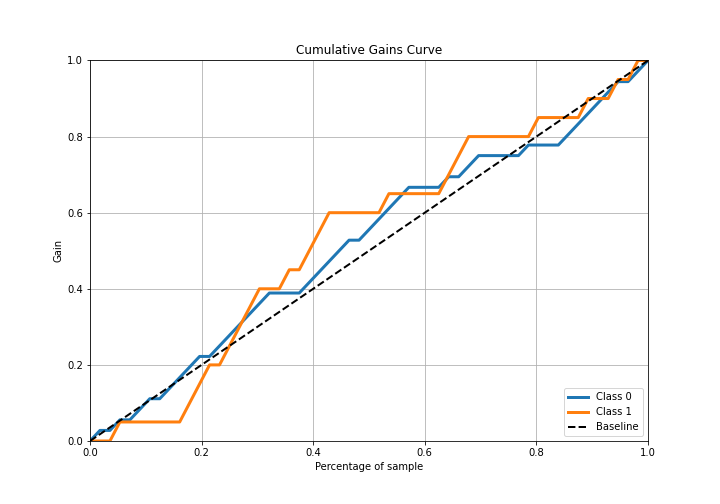 Cumulative Gains Curve
1.0
0.8
0.6
0.4
0.2
0.0
Gain
0.0 0.2 0.4 0.6 0.8 1.0
Percentage of sample
Class 0
Class 1
Baseline